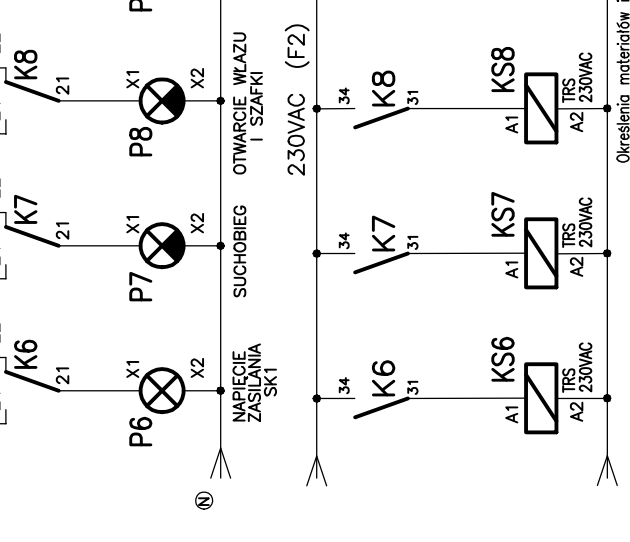 P
K8
21
X1
X2
P8
OTWARCIE WŁAZU
I SZAFKI
K7
21
X1
X2
P7
SUCHOBIEG
K6
21
X1
X2
P6
NAPIĘCIE
ZASILANIA
SK1
N
230VAC (F2)
34
K8
31
KS8
A1
A2
TRS
230VAC
34
K7
31
KS7
A1
A2
TRS
230VAC
34
K6
31
KS6
A1
A2
TRS
230VAC
Określenia materiałów i